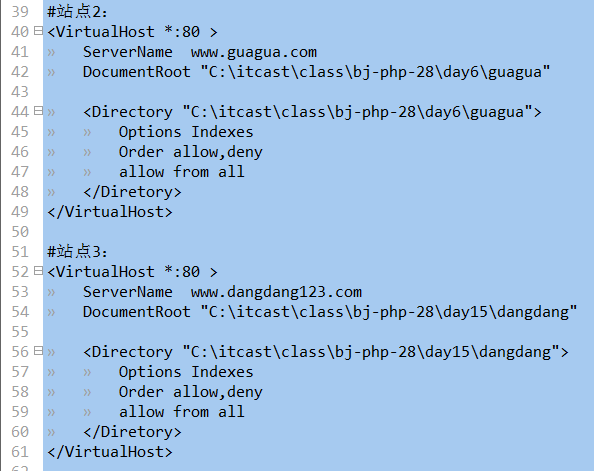 39 #站点2：
40 <VirtualHost *:80 >
41 » ServerName  www.guagua.com
42 » DocumentRoot "C:\itcast\class\bj-php-28\day6\guagua"
43
44 » <Directory "C:\itcast\class\bj-php-28\day6\guagua">
45 » » Options Indexes
46 » » Order allow,deny
47 » » allow from all
48 » </Diretory>
49 </VirtualHost>
50
51 #站点3：
52 <VirtualHost *:80 >
53 » ServerName  www.dangdang123.com
54 » DocumentRoot "C:\itcast\class\bj-php-28\day15\dangdang"
55
56 » <Directory "C:\itcast\class\bj-php-28\day15\dangdang">
57 » » Options Indexes
58 » » Order allow,deny
59 » » allow from all
60 » </Diretory>
61 </VirtualHost>